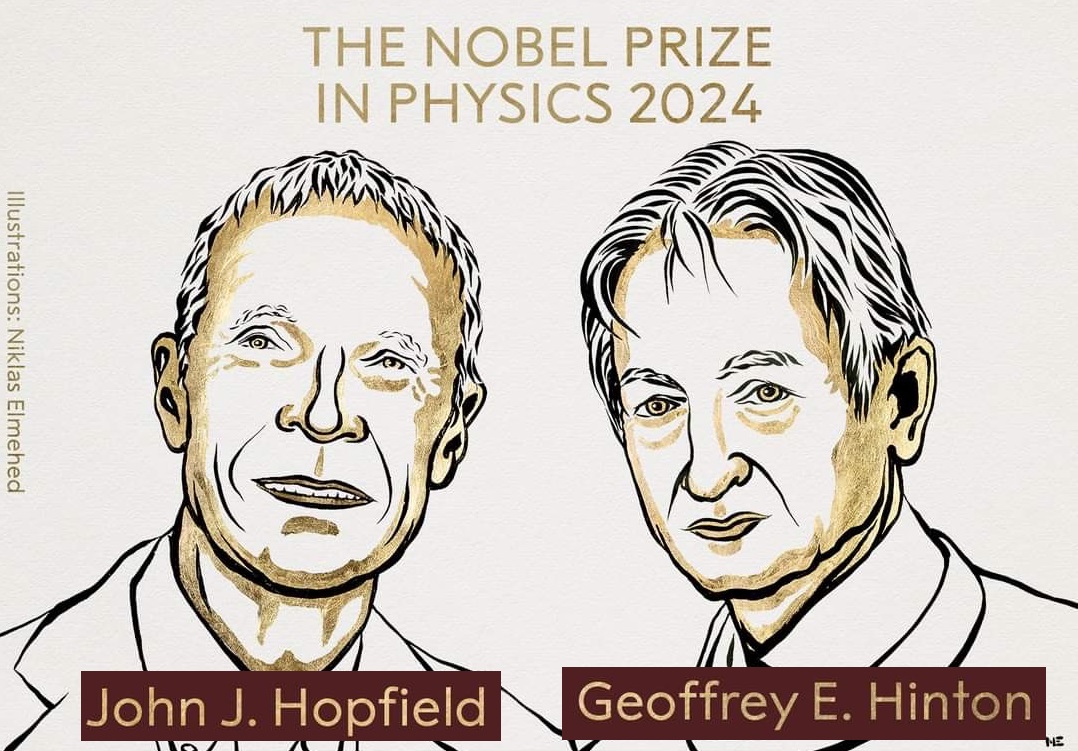 THE NOBEL PRIZE
IN PHYSICS 2024
Illustrations: Niklas Elmehed
John J. Hopfield
Geoffrey E. Hinton